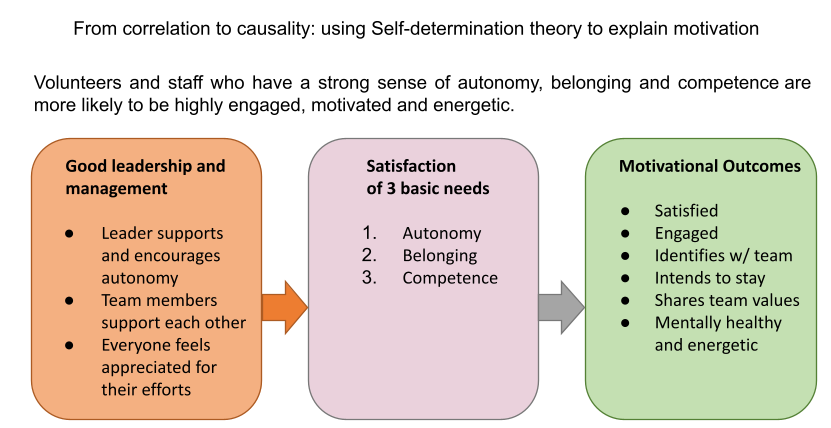 From correlation to causality: using Self-determination theory to explain motivation
Volunteers and staff who have a strong sense of autonomy, belonging and competence are
more likely to be highly engaged, motivated and energetic.
Good leadership and
management
● Leader supports
and encourages
autonomy
● Team members
support each other
● Everyone feels
appreciated for
their efforts
Satisfaction
of 3 basic needs
1. Autonomy
2. Belonging
3. Competence
Motivational Outcomes
● Satisfied
● Engaged
● Identifies w/ team
● Intends to stay
● Shares team values
● Mentally healthy
and energetic